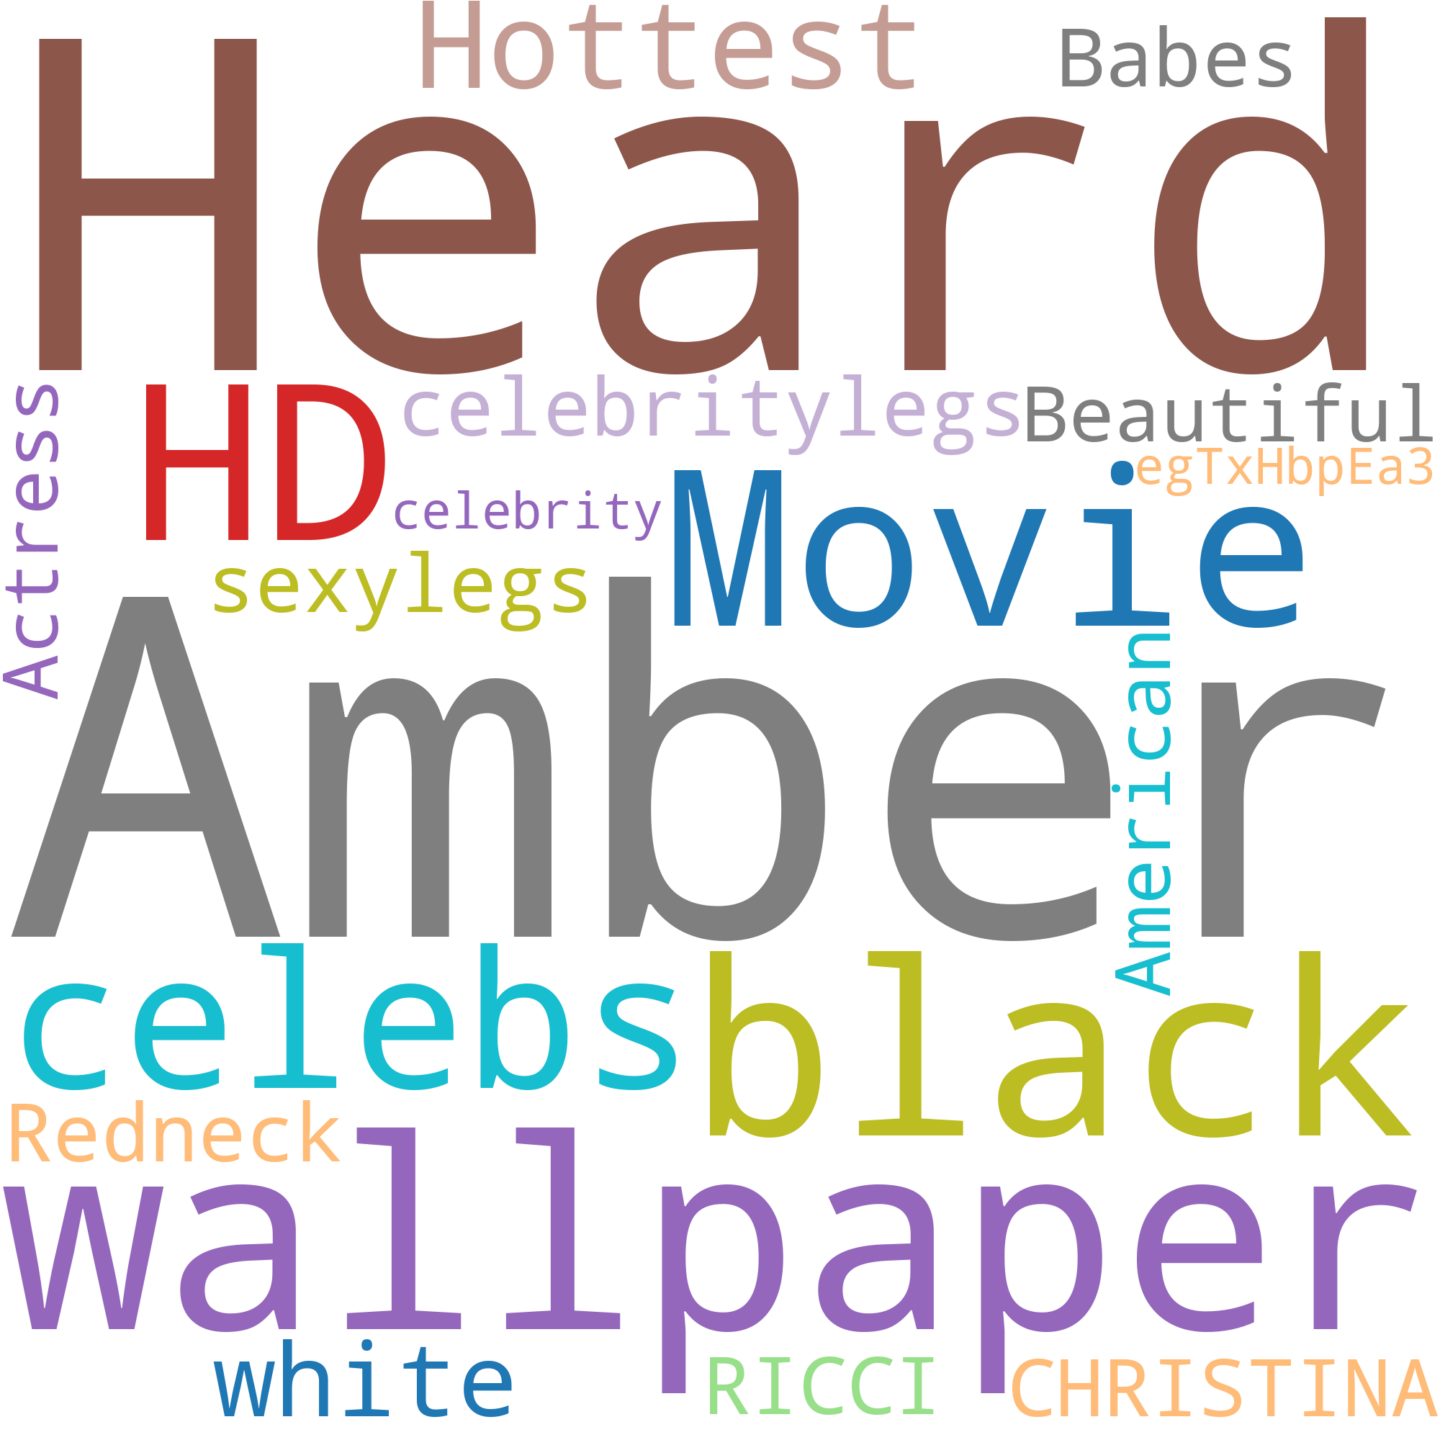 Hottest
Babes
Heard
Actress
HD
celebritylegs
Beautiful
egTxHbpEa3
celebrity
Movie
sexylegs
Amber
American
celebs
black
Redneck
wallpaper
white
RICCI
CHRISTINA